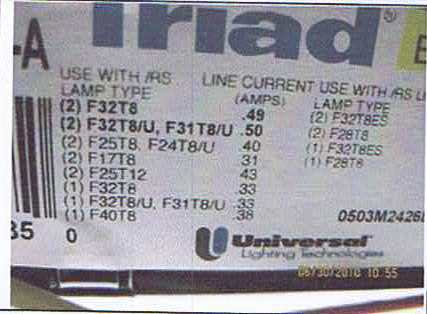 Triad®
-A
USE WITH /RS LAMP TYPE
LINE CURRENT (AMPS)
USE WITH /RS
LAMP TYPE
(2) F32T8 .49
(2) F32T8/U, F31T8/U .50
(2) F25T8, F24T8/U .40
(2) F17T8 .31
(2) F25T12 .43
(1) F32T8 .33
(1) F32T8/U, F31T8/U .33
(1) F40T8 .38
(2) F32T8ES
(2) F28T8
(1) F32T8ES
(1) F28T8
0503M2426
35 0
Universal
Lighting Technologies
06/30/2010 10:55